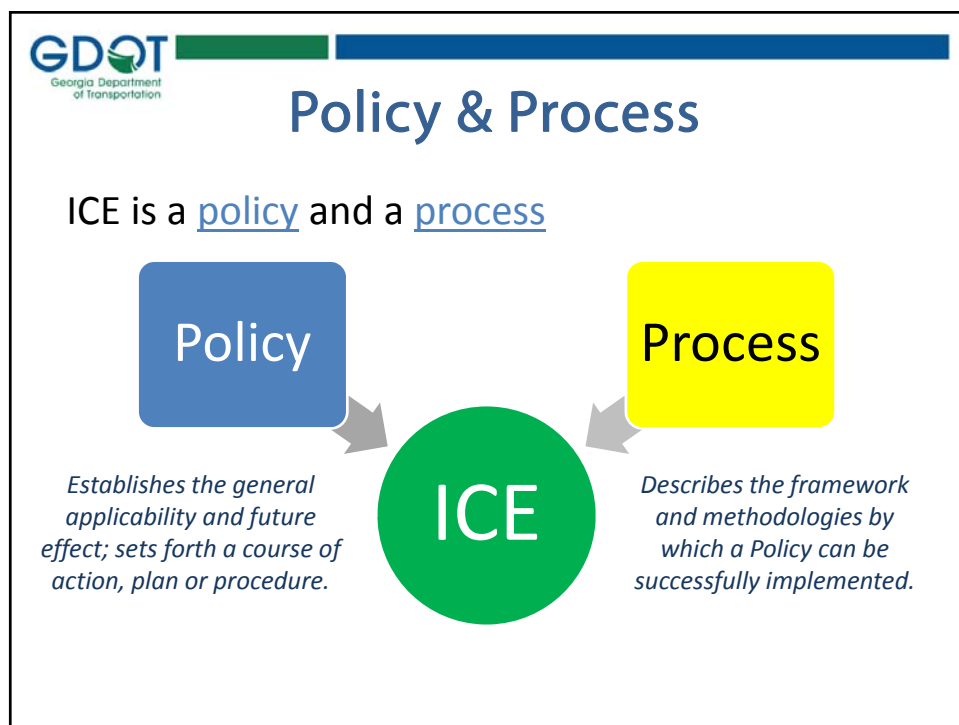 GDOT
Georgia Department
of Transportation
Policy & Process
ICE is a policy and a process
Policy
Process
ICE
Establishes the general
applicability and future
effect; sets forth a course of
action, plan or procedure.
Describes the framework
and methodologies by
which a Policy can be
successfully implemented.